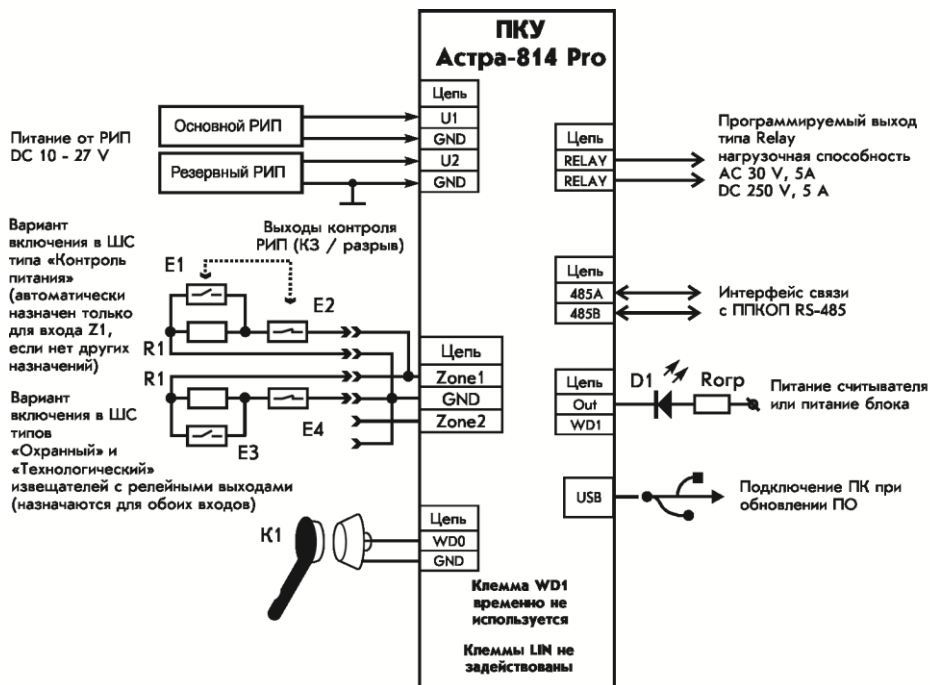 ПКУ
Астра-814 Pro
Питание от РИП
DC 10 - 27 V
Основной РИП
Резервный РИП
Цепь
U1
GND
U2
GND
Цепь
RELAY
RELAY
Программируемый выход
типа Relay
нагрузочная способность
AC 30 V, 5A
DC 250 V, 5 A
Вариант
включения в ШС
типа «Контроль
питания»
(автоматически
назначен только
для входа Z1,
если нет других
назначений)
Выходы контроля
РИП (КЗ / разрыв)
E1
E2
R1
R1
E3
E4
Цепь
Zone1
GND
Zone2
Цепь
485A
485B
Интерфейс связи
с ППКОП RS-485
Вариант
включения в ШС
типов
«Охранный» и
«Технологический»
извещателей с релейными выходами
(назначаются для обоих входов)
Цепь
Out
WD1
D1
Rогр
Питание считывателя
или питание блока
USB
Подключение ПК при
обновлении ПО
К1
Цепь
WD0
GND
Клемма WD1
временно не
используется
Клеммы LIN не
задействованы